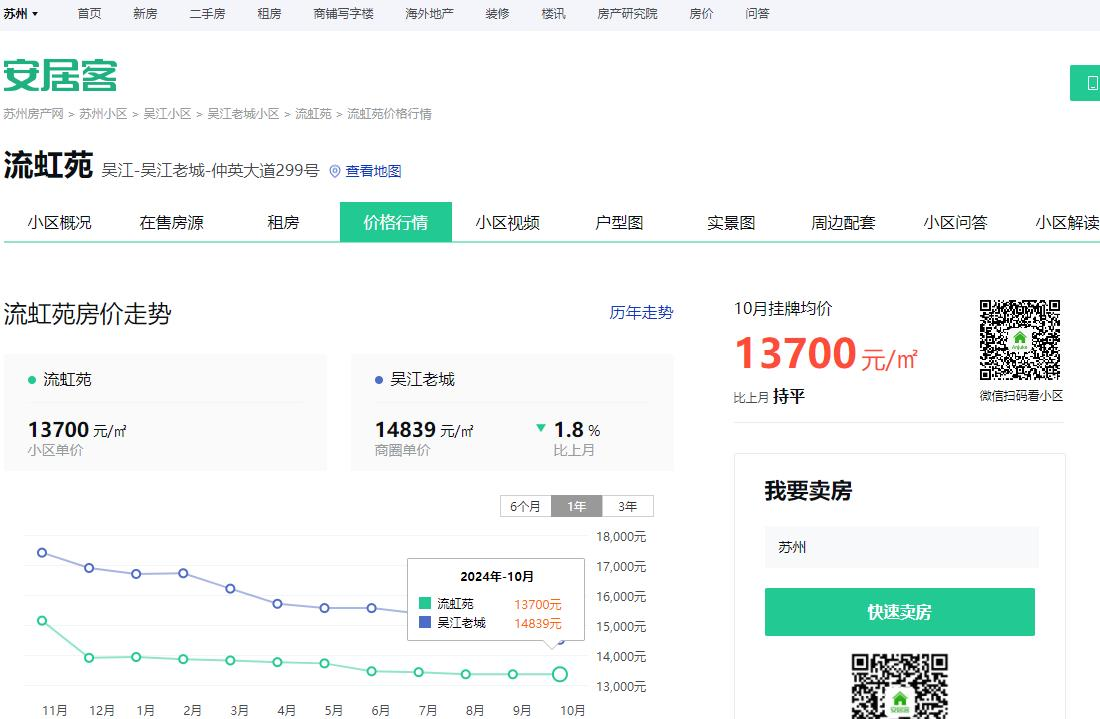 苏州 首页 新房 二手房 租房 商铺写字楼 海外地产 装修 楼讯 房产研究院 房价 问答
安居客
苏州房产网 > 苏州小区 > 吴江小区 > 吴江老城小区 > 流虹苑 > 流虹苑价格行情
流虹苑 吴江-吴江老城-仲英大道299号 查看地图
小区概况 在售房源 租房 价格行情 小区视频 户型图 实景图 周边配套 小区问答 小区解读
流虹苑房价走势 历年走势
流虹苑
13700 元/㎡
小区单价
吴江老城
14839 元/㎡ 1.8 %
商圈单价 比上月
6个月 1年 3年
18,000元
17,000元
16,000元
15,000元
14,000元
13,000元
2024年-10月
流虹苑 13700元
吴江老城 14839元
11月 12月 1月 2月 3月 4月 5月 6月 7月 8月 9月 10月
10月挂牌均价
13700 元/㎡
比上月 持平
Anjuke
微信扫码看小区
我要卖房
苏州
快速卖房
安居客